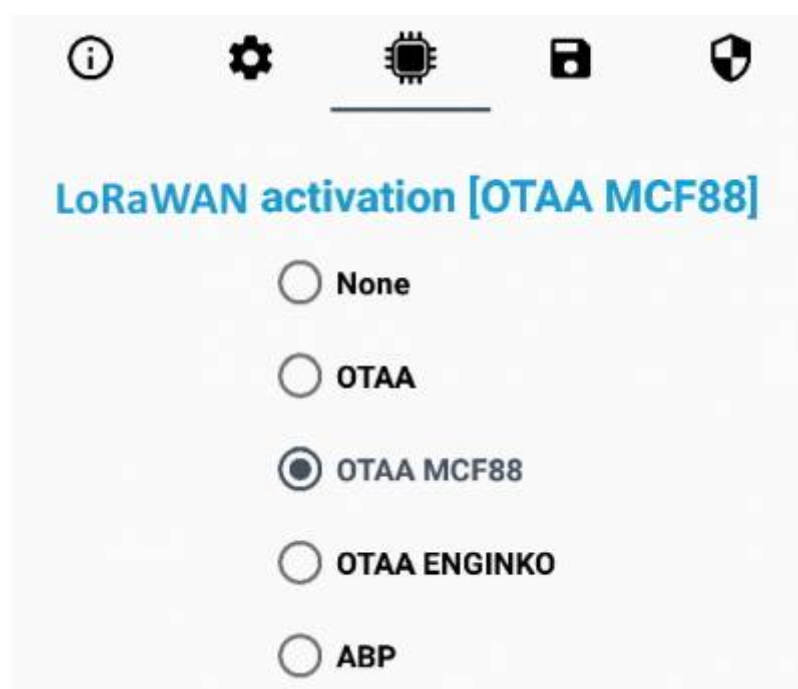 LoRaWAN activation [OTAA MCF88]
None
OTAA
OTAA MCF88
OTAA ENGINKO
ABP